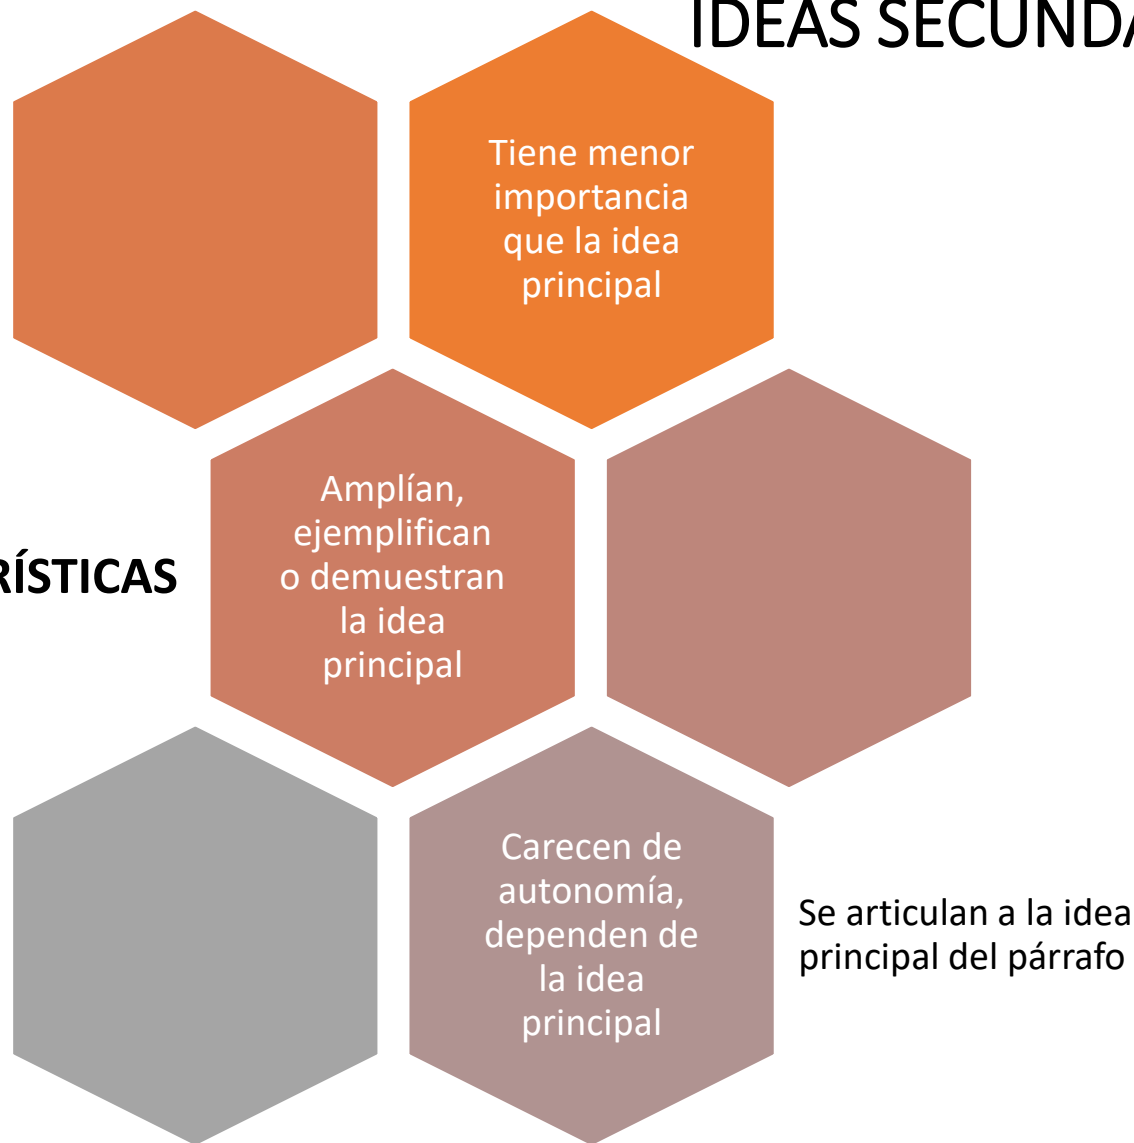 IDEAS SECUND
Tiene menor
importancia
que la idea
principal
Amplían,
ejemplifican
o demuestran
la idea
principal
RÍSTICAS
Carecen de
autonomía,
dependen de
la idea
principal
Se articulan a la idea
principal del párrafo